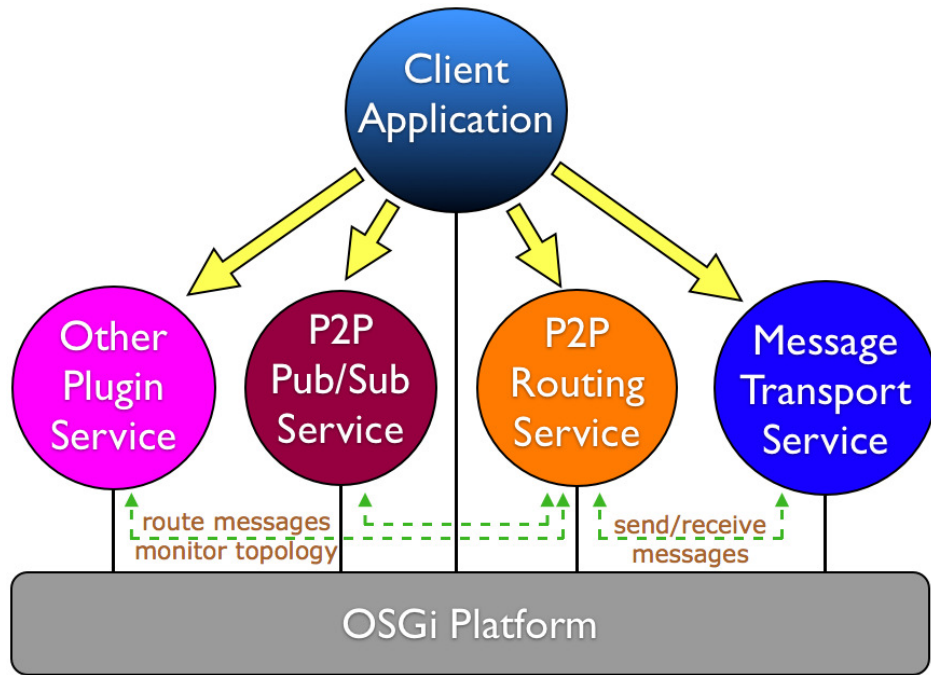 Client
Application
Other
Plugin
Service
P2P
Pub/Sub
Service
P2P
Routing
Service
Message
Transport
Service
route messages
monitor topology
send/receive
messages
OSGi Platform